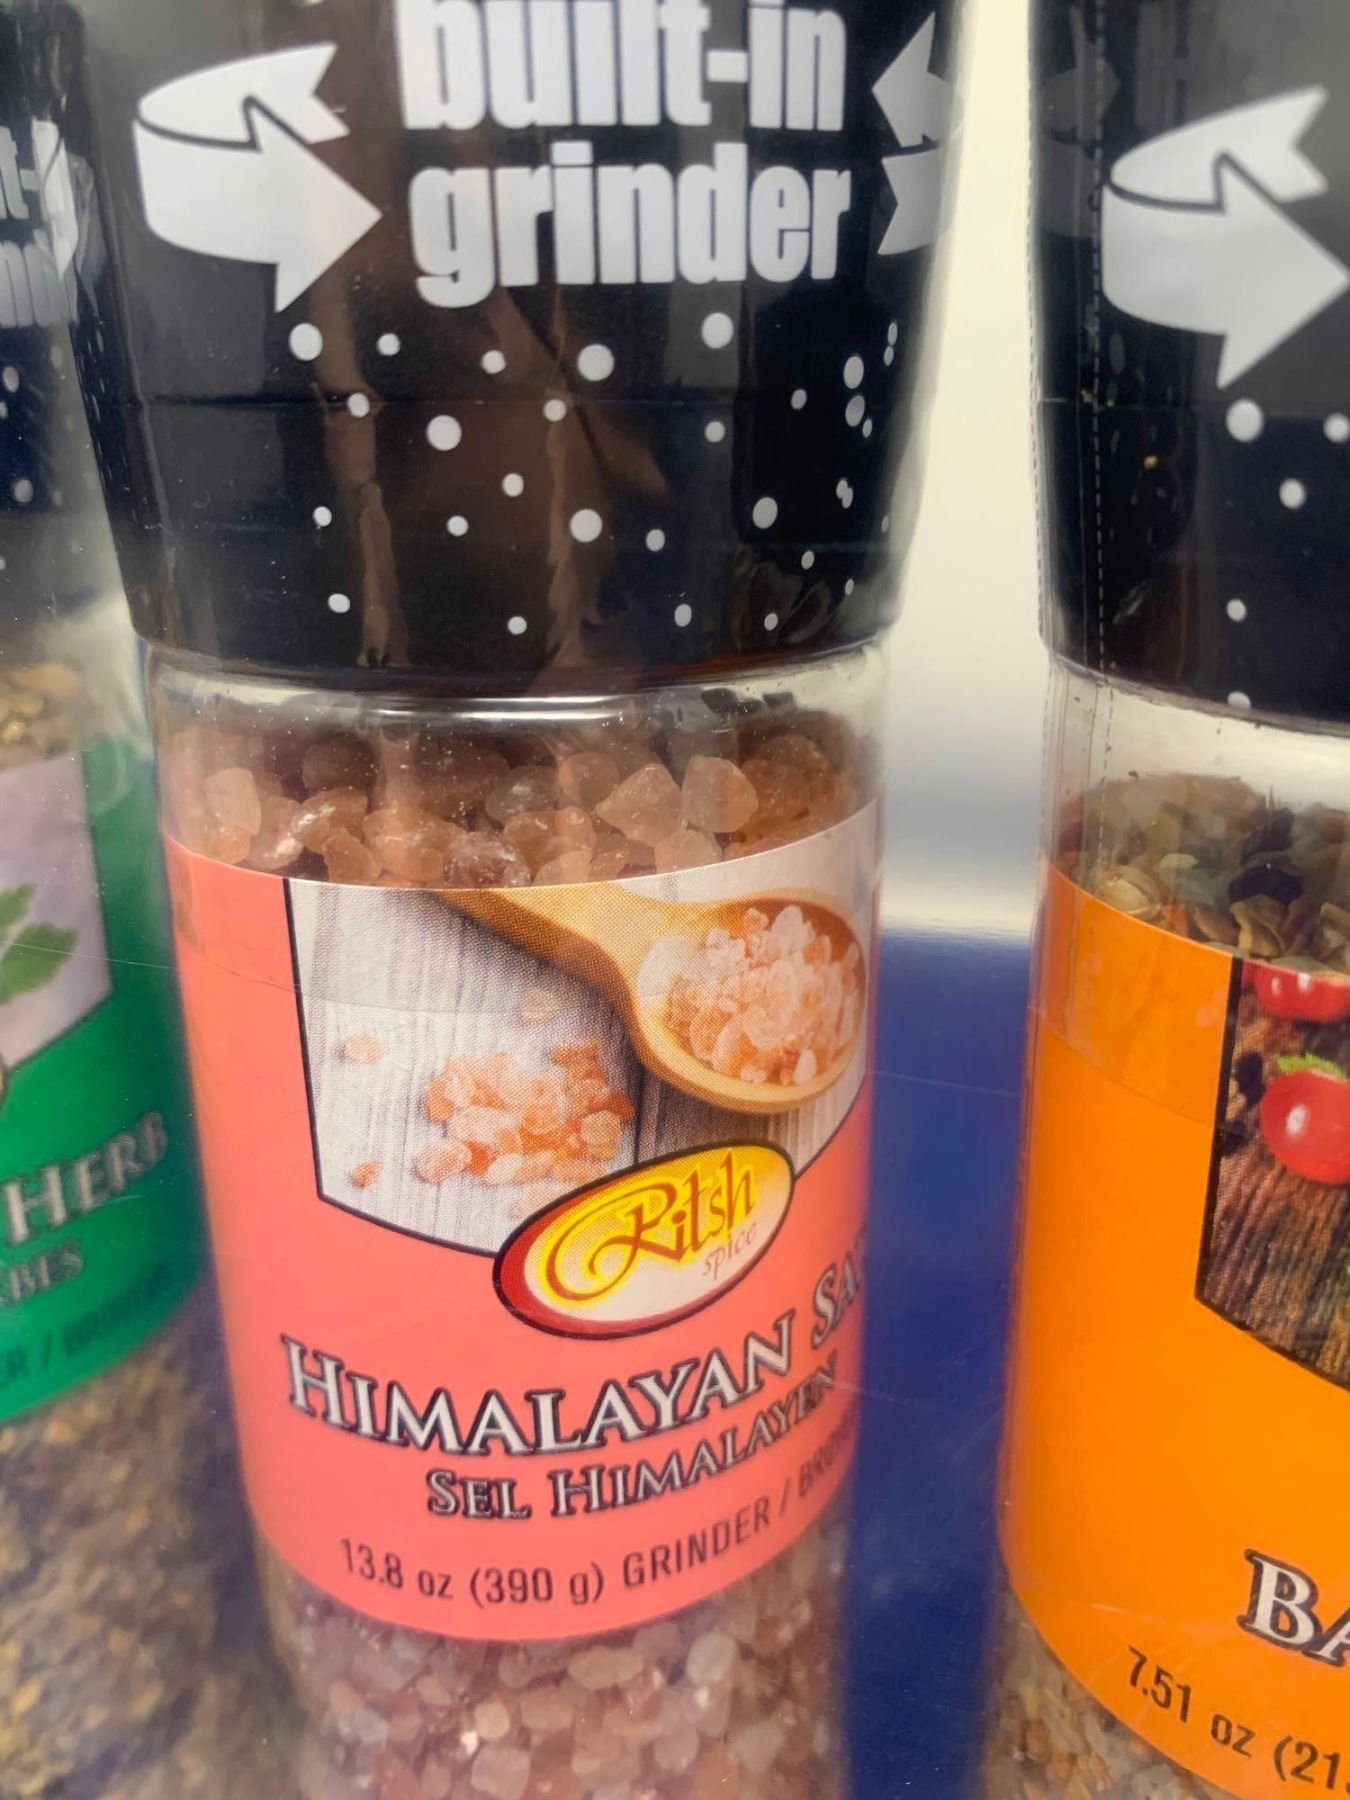 built-in
grinder
Ritsh
spice
HIMALAYAN
SEL HIMALAYEN
13.8 oz (390 g) GRINDER /
HERB
7.51 oz